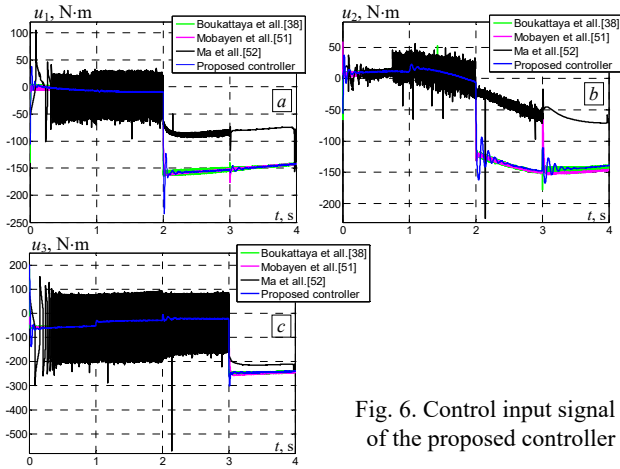 u1, N·m
Boukattaya et all.[38]
Mobayen et all.[51]
Ma et all.[52]
Proposed controller
100
50
0
-50
-100
-150
-200
-250
0
1
2
3
4
a
t, s
u2, N·m
Boukattaya et all.[38]
Mobayen et all.[51]
Ma et all.[52]
Proposed controller
50
0
-50
-100
-150
-200
0
1
2
3
4
b
t, s
u3, N·m
Boukattaya et all.[38]
Mobayen et all.[51]
Ma et all.[52]
Proposed controller
200
100
0
-100
-200
-300
-400
-500
0
1
2
3
4
c
t, s
Fig. 6. Control input signal
of the proposed controller